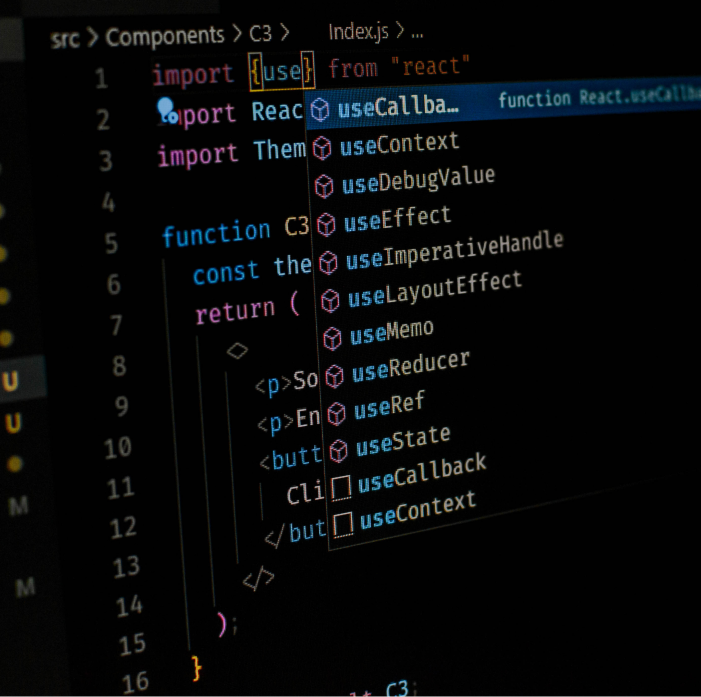 src > Components > C3 > Index.js > ...
1 import {use} from "react"
2 port Reac
3 import Them
4
5 function C3
6 const the
7 return (
8 <>
9 <p>So
10 <p>En
11 <butt
12 Cli
13 </but
14 </>
15 );
16 }
C3;
useCallba... function React.useCallba
useContext
useDebugValue
useEffect
useImperativeHandle
useLayoutEffect
useMemo
useReducer
useRef
useState
useCallback
useContext
U
U
M
M